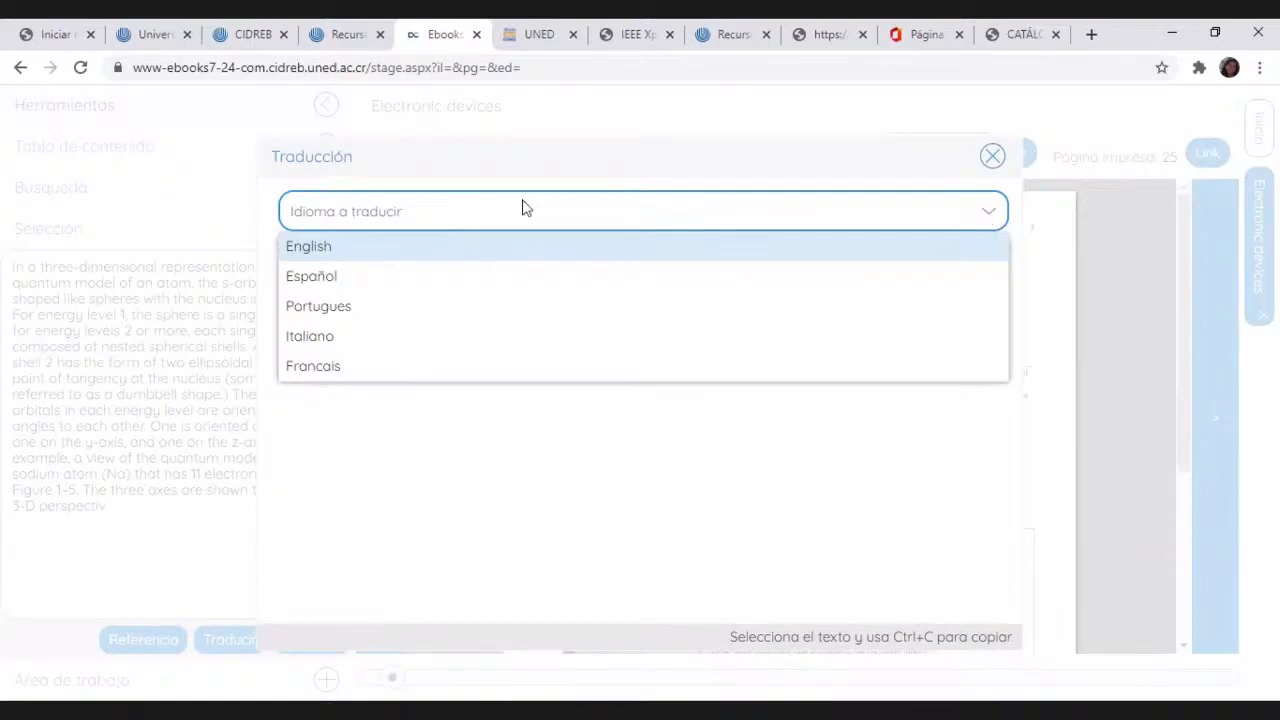 Iniciar
Univers
CIDREB
Recurs
Ebooks
UNED
IEEE Xp
Recurs
https:/
Página
CATÁLO
www-ebooks7-24-com.cidreb.uned.ac.cr/stage.aspx?il=&pg=&ed=
Herramientas
Electronic devices
Tabla de contenido
Busqueda
Selección
Traducción
Página impresa: 25
Link
Inicio
Electronic devices
Idioma a traducir
English
Español
Portugues
Italiano
Francais
In a three-dimensional representation
quantum model of an atom, the s-orb
shaped like spheres with the nucleus i
For energy level 1, the sphere is a sing
for energy levels 2 or more, each sing
composed of nested spherical shells.
shell 2 has the form of two ellipsoidal
point of tangency at the nucleus (som
referred to as a dumbbell shape.) The
orbitals in each energy level are orien
angles to each other. One is oriented
one on the y-axis, and one on the z-a
example, a view of the quantum mode
sodium atom (Na) that has 11 electron
Figure 1-5. The three axes are shown t
3-D perspectiv
Referencia
Traducir
Selecciona el texto y usa Ctrl+C para copiar
Area de trabajo